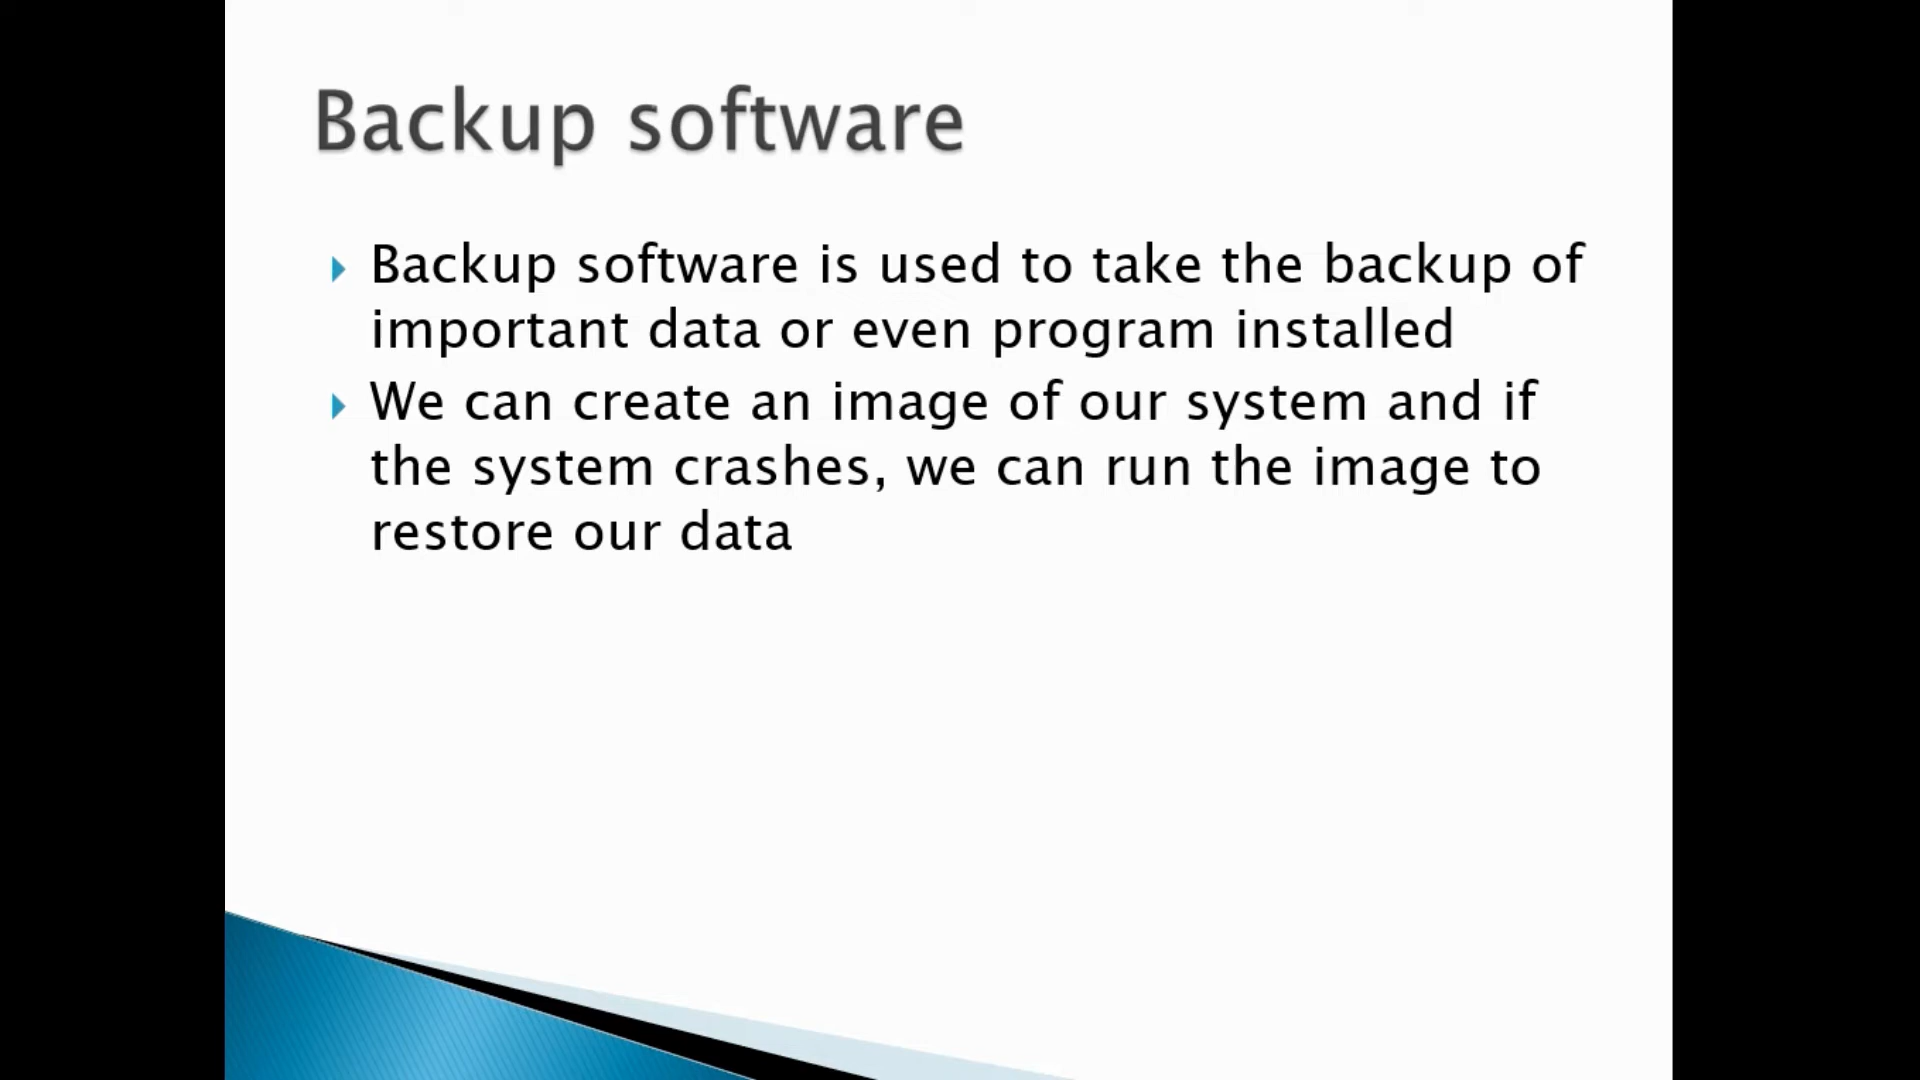 Backup software
Backup software is used to take the backup of
important data or even program installed
We can create an image of our system and if
the system crashes, we can run the image to
restore our data